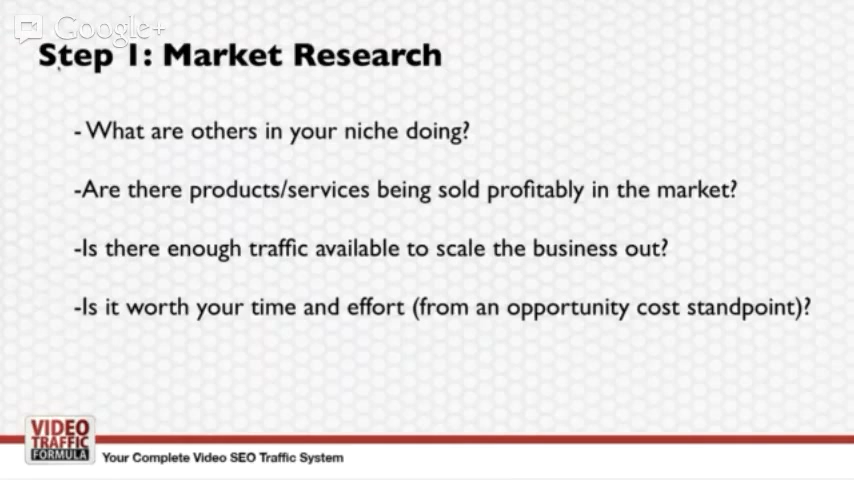 Google+
Step 1: Market Research
- What are others in your niche doing?
-Are there products/services being sold profitably in the market?
-Is there enough traffic available to scale the business out?
-Is it worth your time and effort (from an opportunity cost standpoint)?
VIDEO
TRAFFIC
FORMULA
Your Complete Video SEO Traffic System